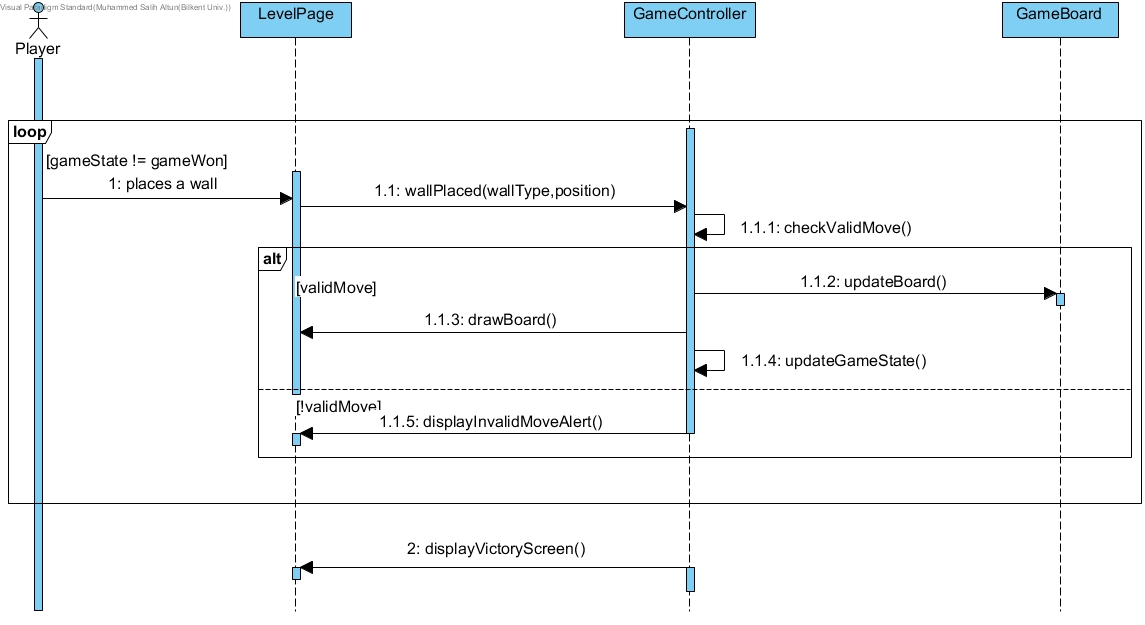 Visual Paradigm Standard(Muhammed Salih Altun(Bilkent Univ.))
LevelPage
GameController
GameBoard
Player
loop
[gameState != gameWon]
1: places a wall
1.1: wallPlaced(wallType,position)
1.1.1: checkValidMove()
alt
[validMove]
1.1.2: updateBoard()
1.1.3: drawBoard()
1.1.4: updateGameState()
[!validMove]
1.1.5: displayInvalidMoveAlert()
2: displayVictoryScreen()